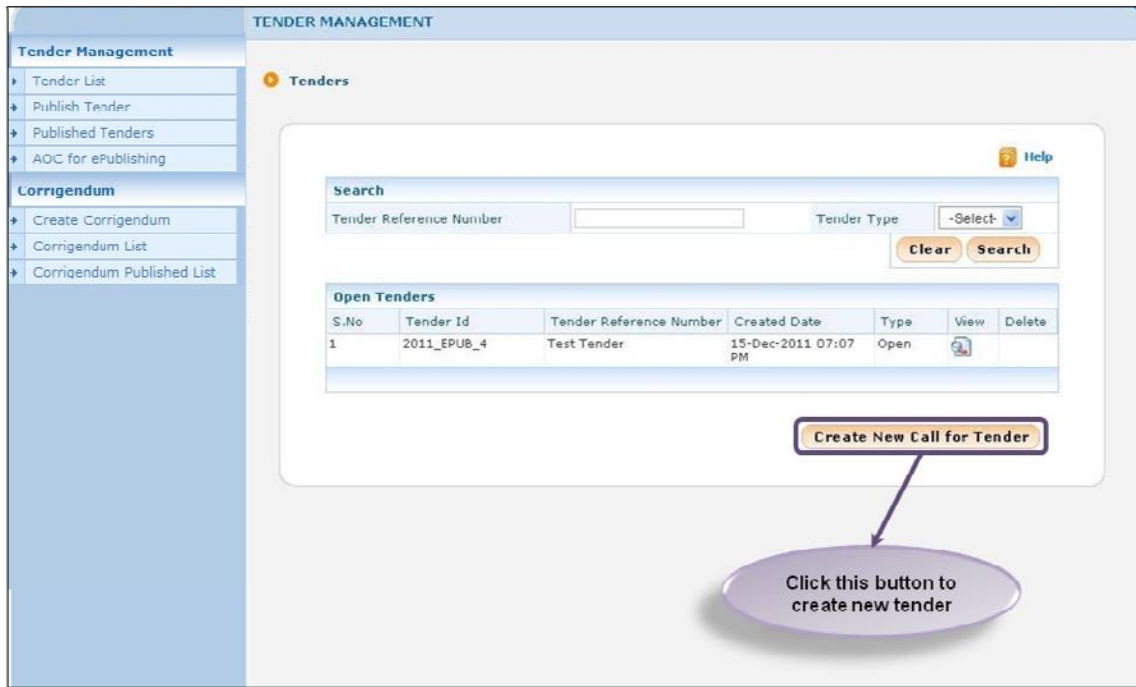 TENDER MANAGEMENT
Tender Management
Tender List
Publish Tender
Published Tenders
AOC for ePublishing
Corrigendum
Create Corrigendum
Corrigendum List
Corrigendum Published List
Tenders
Help
Search
Tender Reference Number Tender Type -Select-
Clear Search
Open Tenders
S.No Tender Id Tender Reference Number Created Date Type View Delete
1 2011_EPUB_4 Test Tender 15-Dec-2011 07:07 Open
PM
Create New Call for Tender
Click this button to
create new tender